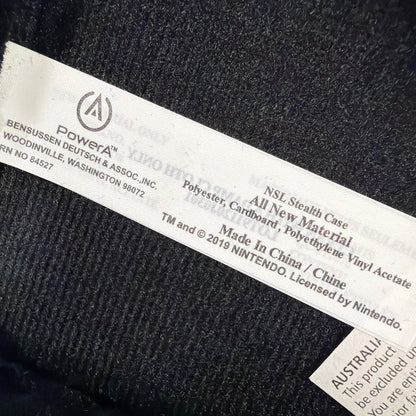 PowerA
BENSUSSEN DEUTSCH & ASSOC.,INC.
WOODINVILLE, WASHINGTON 98072
RN NO 84527
NSL Stealth Case
All New Material
Polyester, Cardboard, Polyethylene Vinyl Acetate
Made In China / Chine
TM and © 2019 NINTENDO. Licensed by Nintendo.
AUSTRALIA
This product
be excluded
you are enti